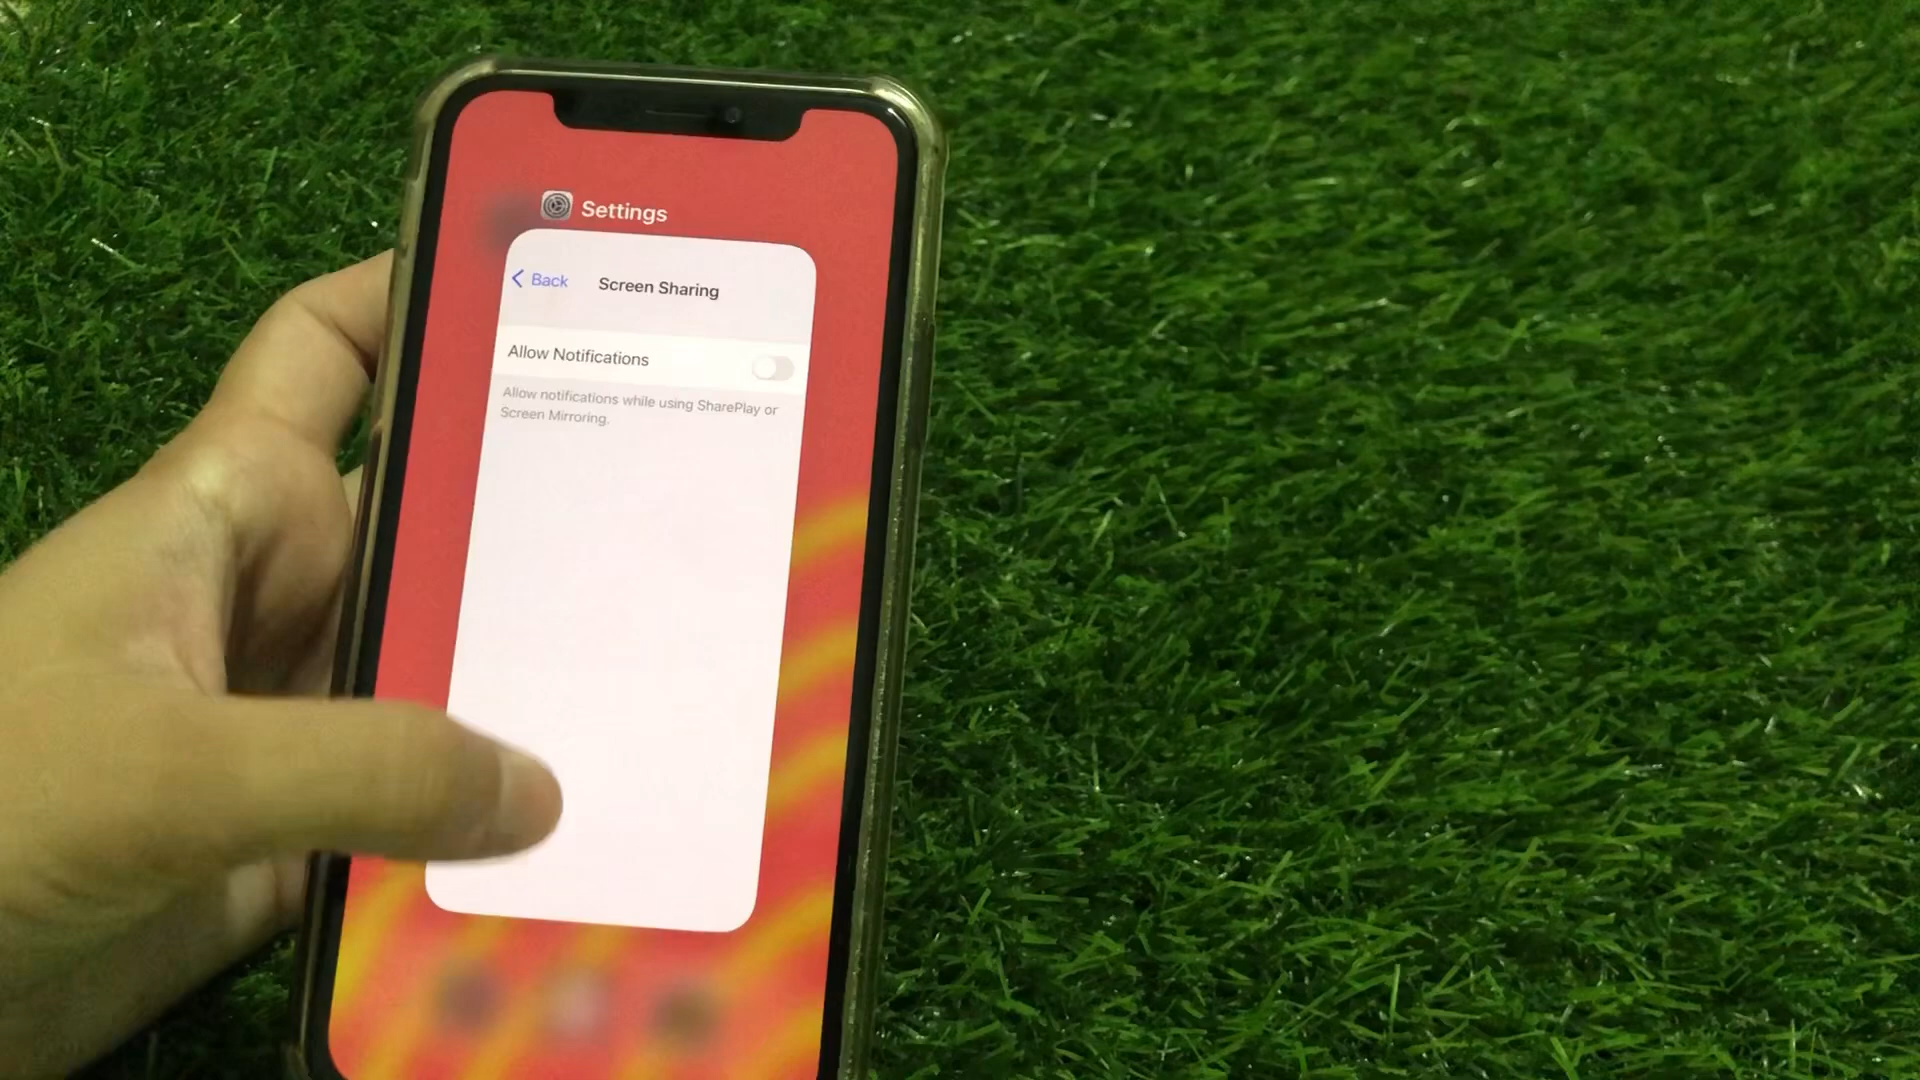 Settings
Back
Screen Sharing
Allow Notifications
Allow notifications while using SharePlay or
Screen Mirroring.